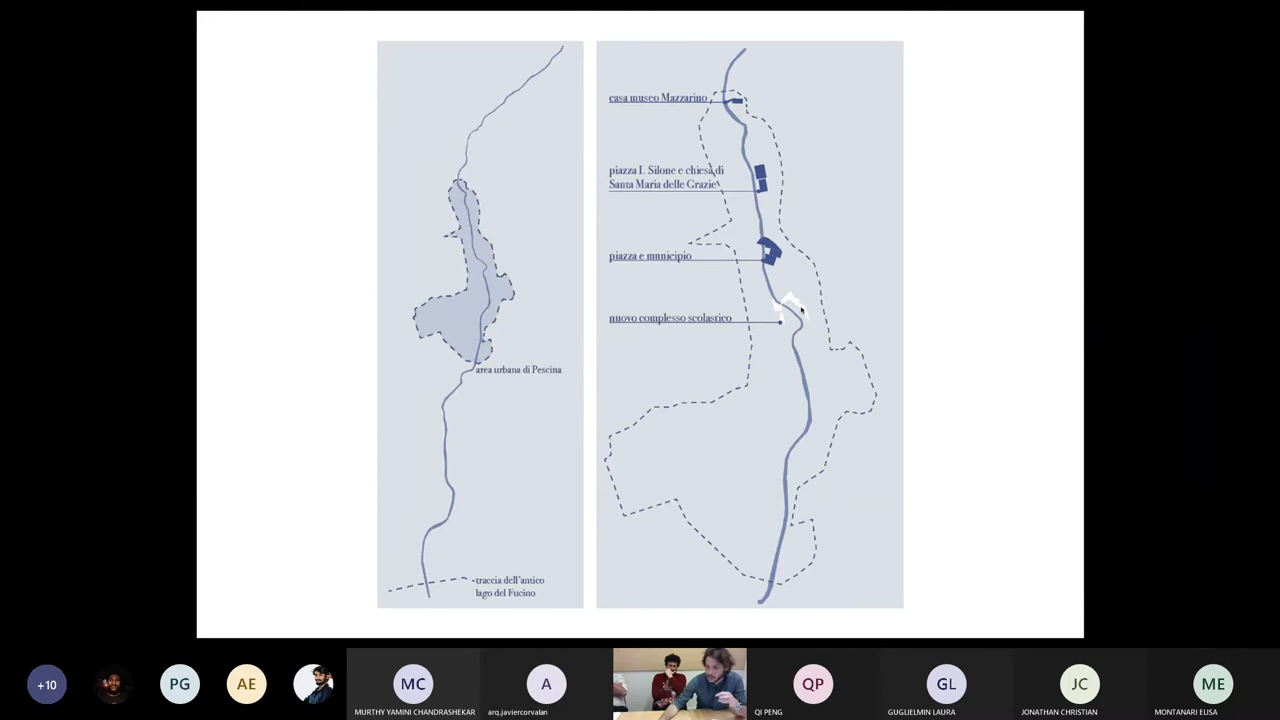 casa museo Mazzarino
piazza I. Silone e chiesa di
Santa Maria delle Grazie
piazza e municipio
nuovo complesso scolastico
area urbana di Pescina
traccia dell'antico
lago del Fucino
+10
PG
AE
MC
MURTHY YAMINI CHANDRASHEKAR
A
arq.javiercorvalan
QP
QI PENG
GL
GUGLIELMIN LAURA
JC
JONATHAN CHRISTIAN
ME
MONTANARI ELISA